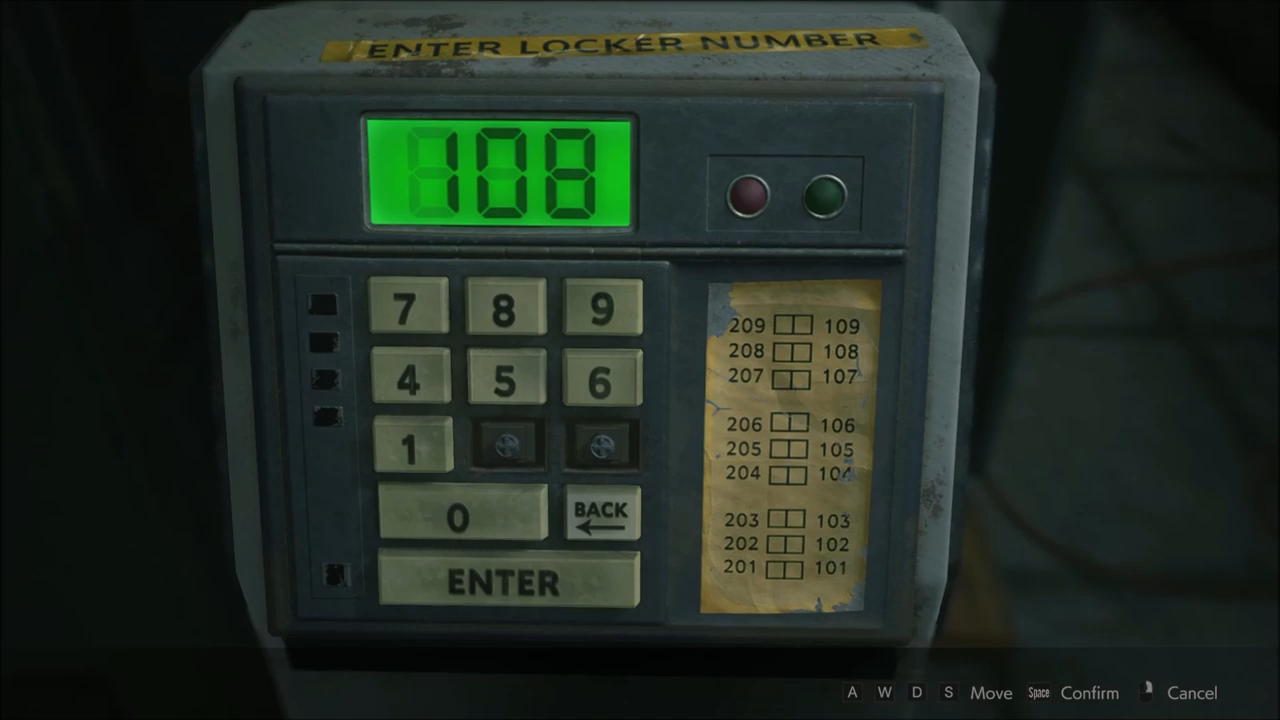 ENTER LOCKER NUMBER
108
7 8 9
4 5 6
1
0 BACK
ENTER
209 109
208 108
207 107
206 106
205 105
204 104
203 103
202 102
201 101
A W D S Move Space Confirm Cancel